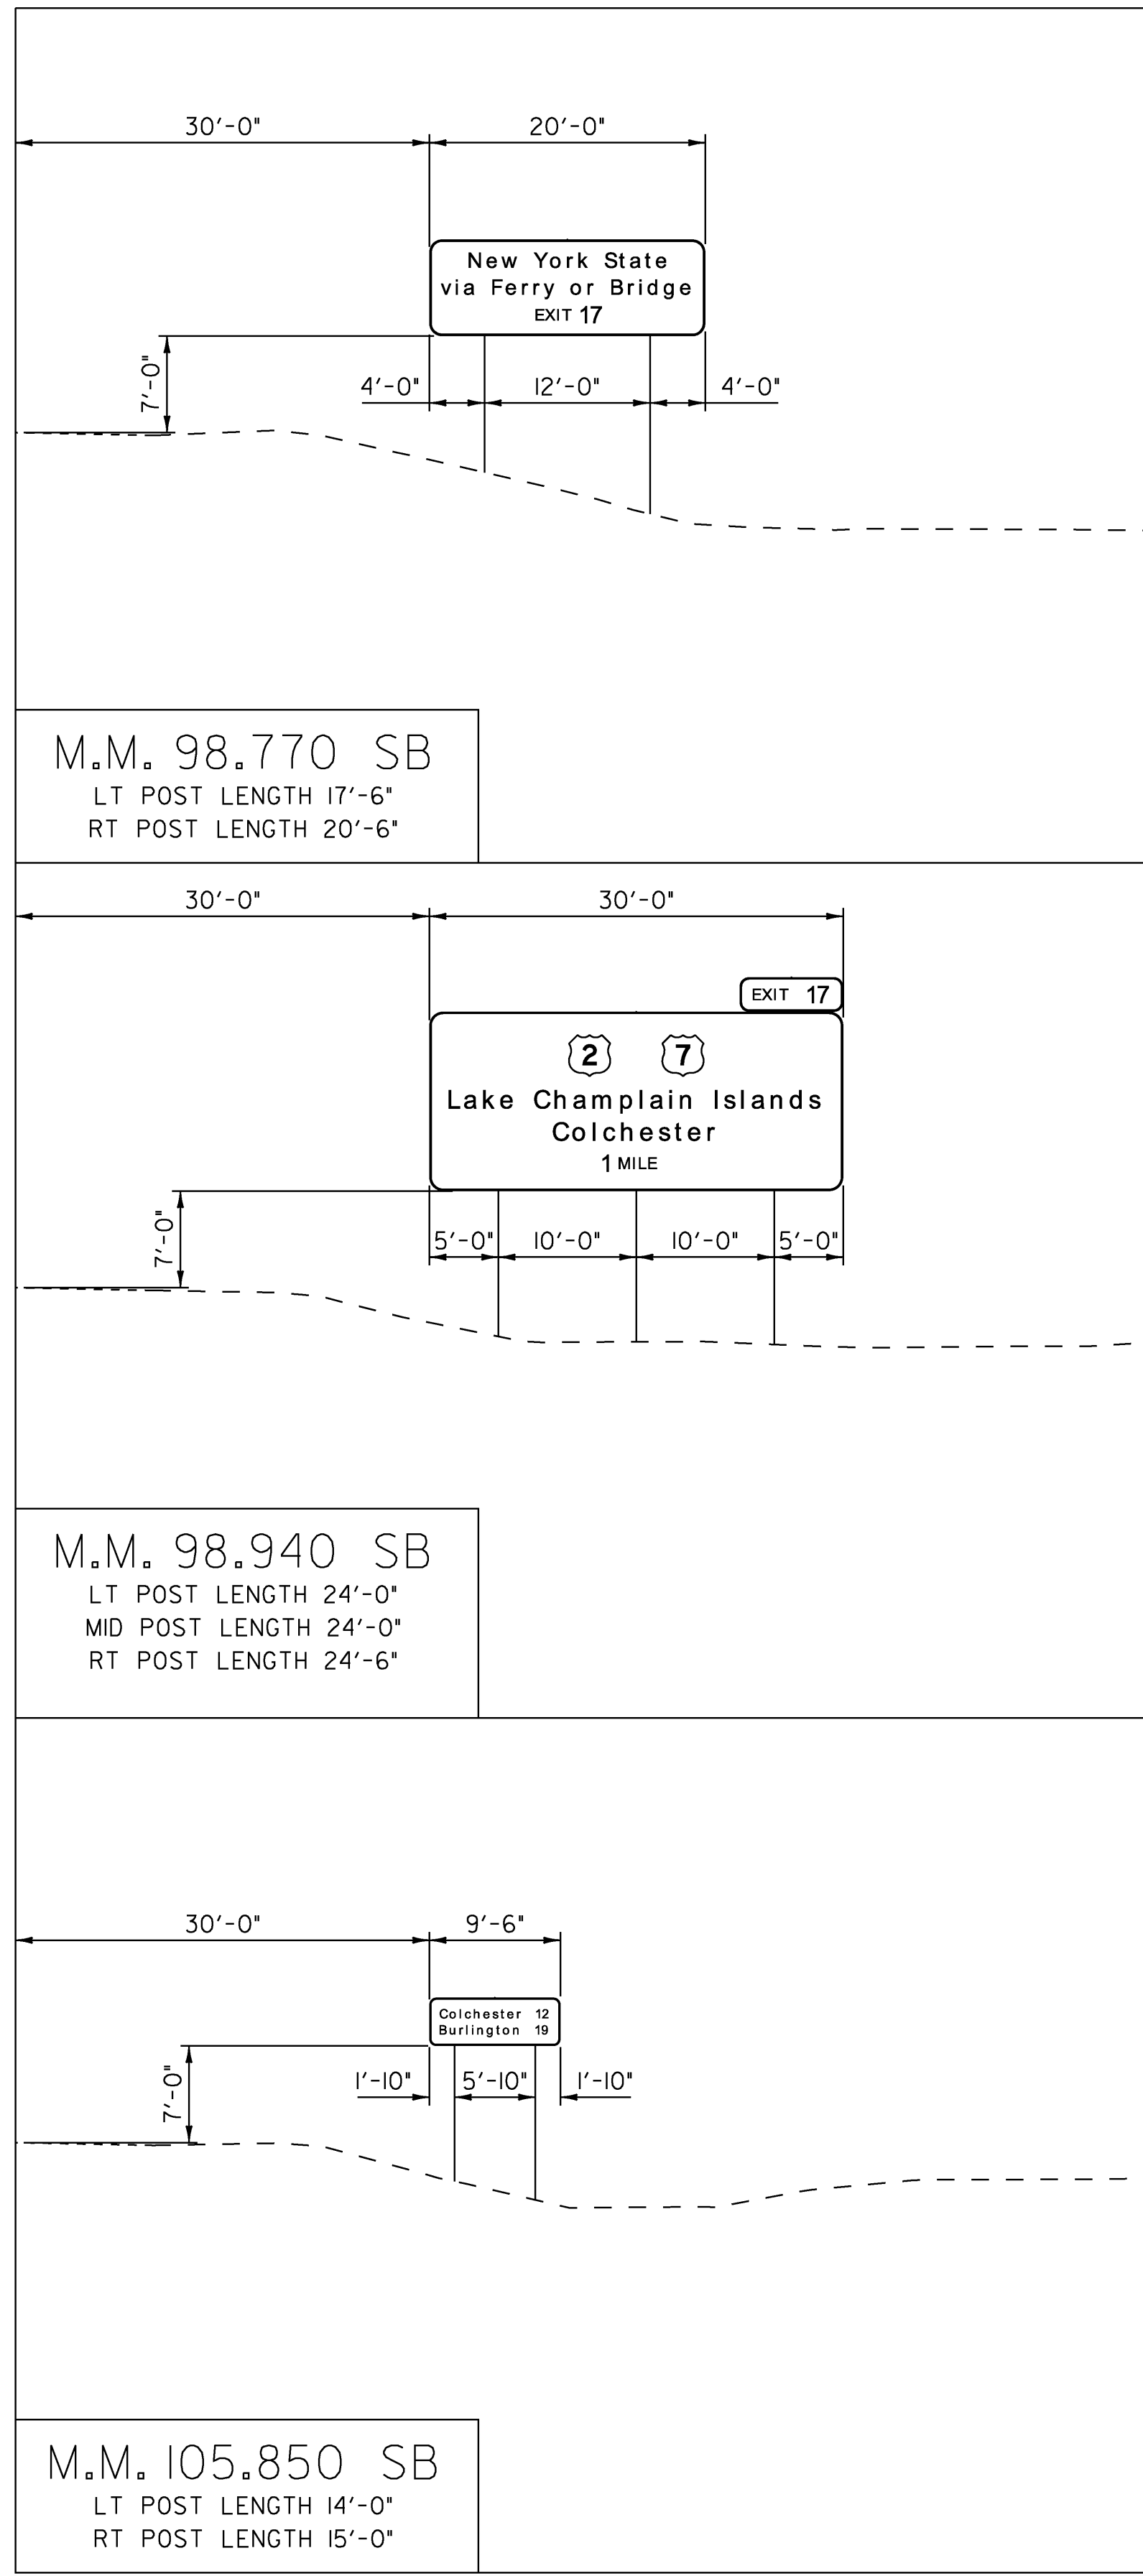 30'-0" 20'-0"
New York State
via Ferry or Bridge
EXIT 17
7'-0"
4'-0" 12'-0" 4'-0"
M.M. 98.770 SB
LT POST LENGTH 17'-6"
RT POST LENGTH 20'-6"
30'-0" 30'-0"
EXIT 17
2 7
Lake Champlain Islands
Colchester
1 MILE
7'-0"
5'-0" 10'-0" 10'-0" 5'-0"
M.M. 98.940 SB
LT POST LENGTH 24'-0"
MID POST LENGTH 24'-0"
RT POST LENGTH 24'-6"
30'-0" 9'-6"
Colchester 12
Burlington 19
7'-0"
1'-10" 5'-10" 1'-10"
M.M. 105.850 SB
LT POST LENGTH 14'-0"
RT POST LENGTH 15'-0"